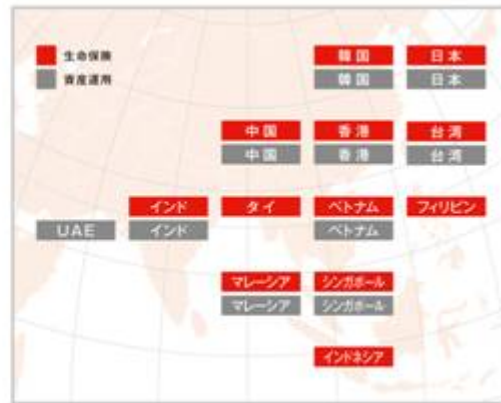 生命保険
資産運用
韓国 日本
韓国 日本
中国 香港 台湾
中国 香港 台湾
インド タイ ベトナム フィリピン
UAE インド ベトナム
マレーシア シンガポール
マレーシア シンガポール
インドネシア